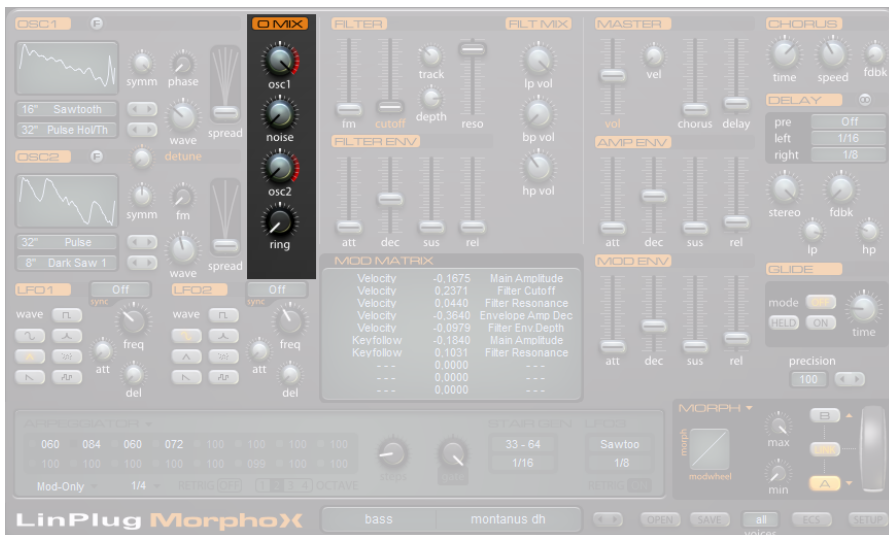 OSC1
O MIX
FILTER
FILT MIX
MASTER
CHORUS
symm
phase
osc1
track
lp vol
vel
time
speed
fdbk
16" Sawtooth
32" Pulse Hol/Th
wave
spread
noise
fm
cutoff
depth
reso
bp vol
vol
chorus
delay
DELAY
pre
Off
left
1/16
right
1/8
OSC2
detune
FILTER ENV
AMP ENV
symm
fm
osc2
hp vol
stereo
fdbk
32" Pulse
8" Dark Saw 1
wave
spread
ring
att
dec
sus
rel
att
dec
sus
rel
lp
hp
LFO1
Off
LFO2
Off
MOD MATRIX
MOD ENV
GLIDE
sync
sync
Velocity -0,1675 Main Amplitude
Velocity 0,2371 Filter Cutoff
Velocity 0,0440 Filter Resonance
Velocity -0,3640 Envelope Amp Dec
Velocity -0,0979 Filter Env.Depth
Keyfollow -0,1840 Main Amplitude
Keyfollow 0,1031 Filter Resonance
--- 0,0000 ---
--- 0,0000 ---
--- 0,0000 ---
wave
freq
att
del
wave
freq
att
del
att
dec
sus
rel
mode
OFF
HELD
ON
time
precision
100
ARPEGGIATOR
MORPH
060 084 060 072 100 100 100 100
100 100 100 100 099 100 100 100
steps
33 - 64
1/16
Sawtoo
1/8
Mod-Only
1/4
RETRIG
OCTAVE
RETRIG
morph
modwheel
max
min
B
A
LinPlug MorphoX
bass
montanus dh
OPEN
SAVE
all
voices
ECS
SETUP